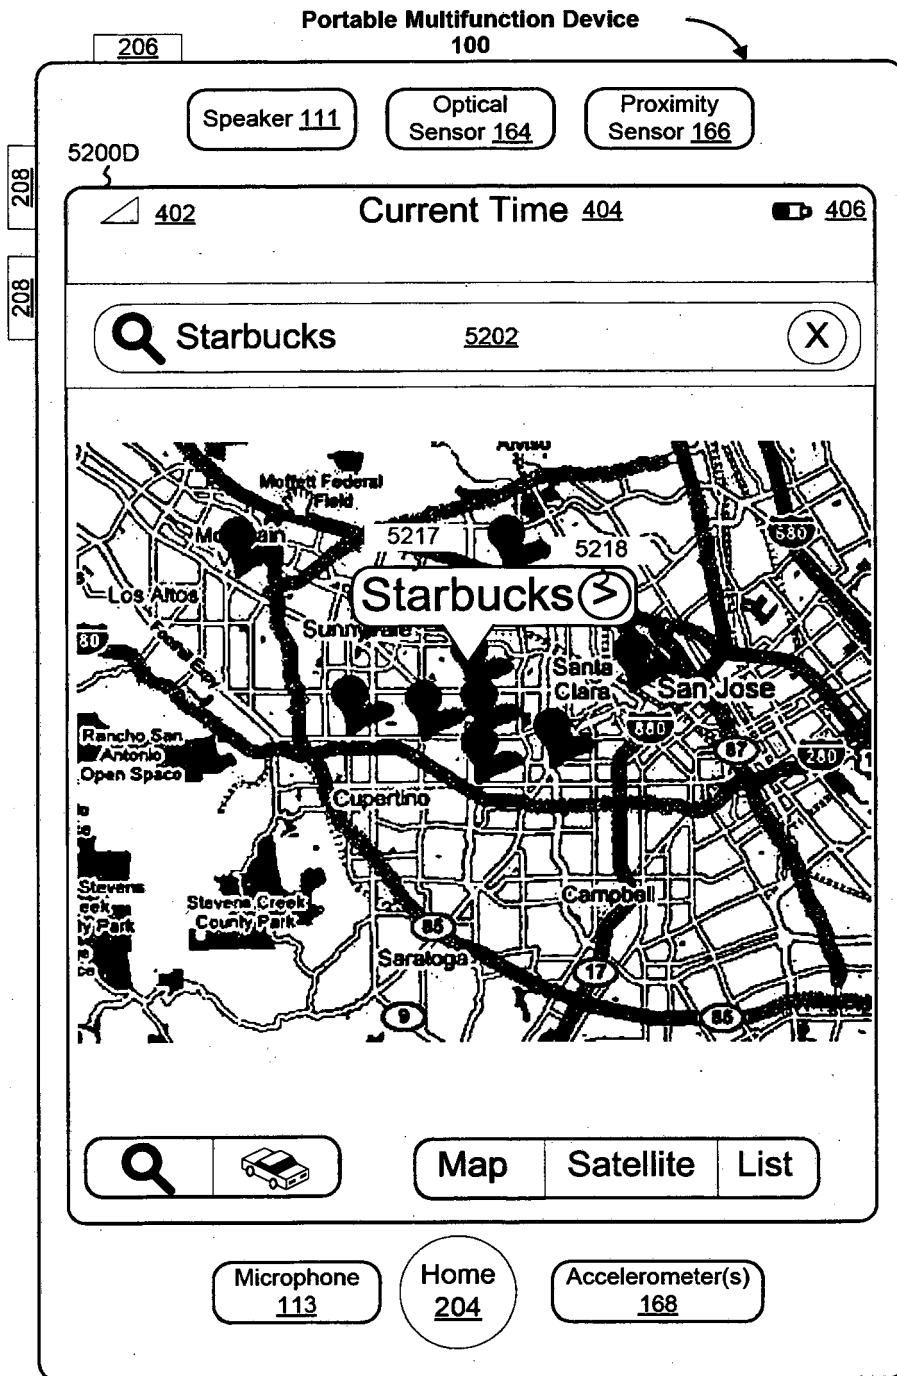 Portable Multifunction Device
100
206
Speaker 111
Optical
Sensor 164
Proximity
Sensor 166
5200D
208
208
402
Current Time 404
406
Starbucks
5202
X
Moffett Federal
Field
5217
5218
880
Los Altos
Starbucks >
Sunnyvale
Santa
Clara
San Jose
80
880
87
280
Rancho San
Antonio
Open Space
Cupertino
Stevens
Stevens Creek
County Park
Campbell
85
Saratoga
17
9
85
Map
Satellite
List
Microphone
113
Home
204
Accelerometer(s)
168